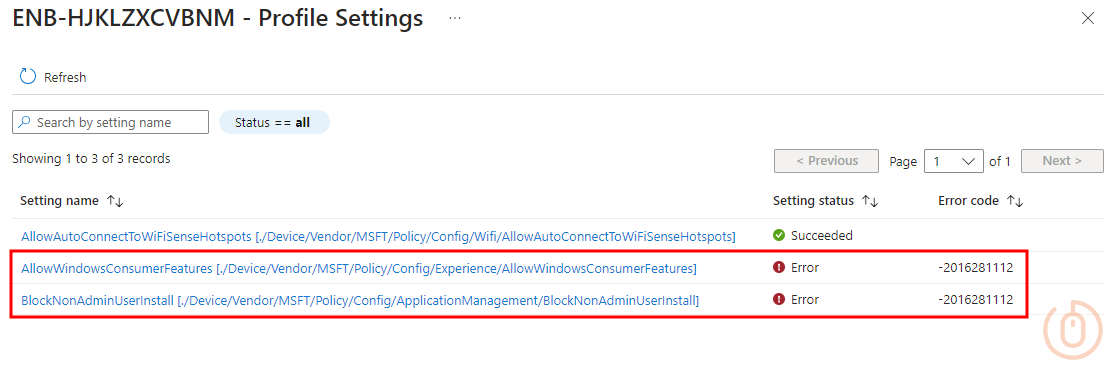 ENB-HJKLZXCVBNM - Profile Settings ...
Refresh
Search by setting name Status == all
Showing 1 to 3 of 3 records < Previous Page 1 of 1 Next >
Setting name Setting status Error code
AllowAutoConnectToWiFiSenseHotspots [./Device/Vendor/MSFT/Policy/Config/Wifi/AllowAutoConnectToWiFiSenseHotspots] Succeeded
AllowWindowsConsumerFeatures [./Device/Vendor/MSFT/Policy/Config/Experience/AllowWindowsConsumerFeatures] Error -2016281112
BlockNonAdminUserInstall [./Device/Vendor/MSFT/Policy/Config/ApplicationManagement/BlockNonAdminUserInstall] Error -2016281112